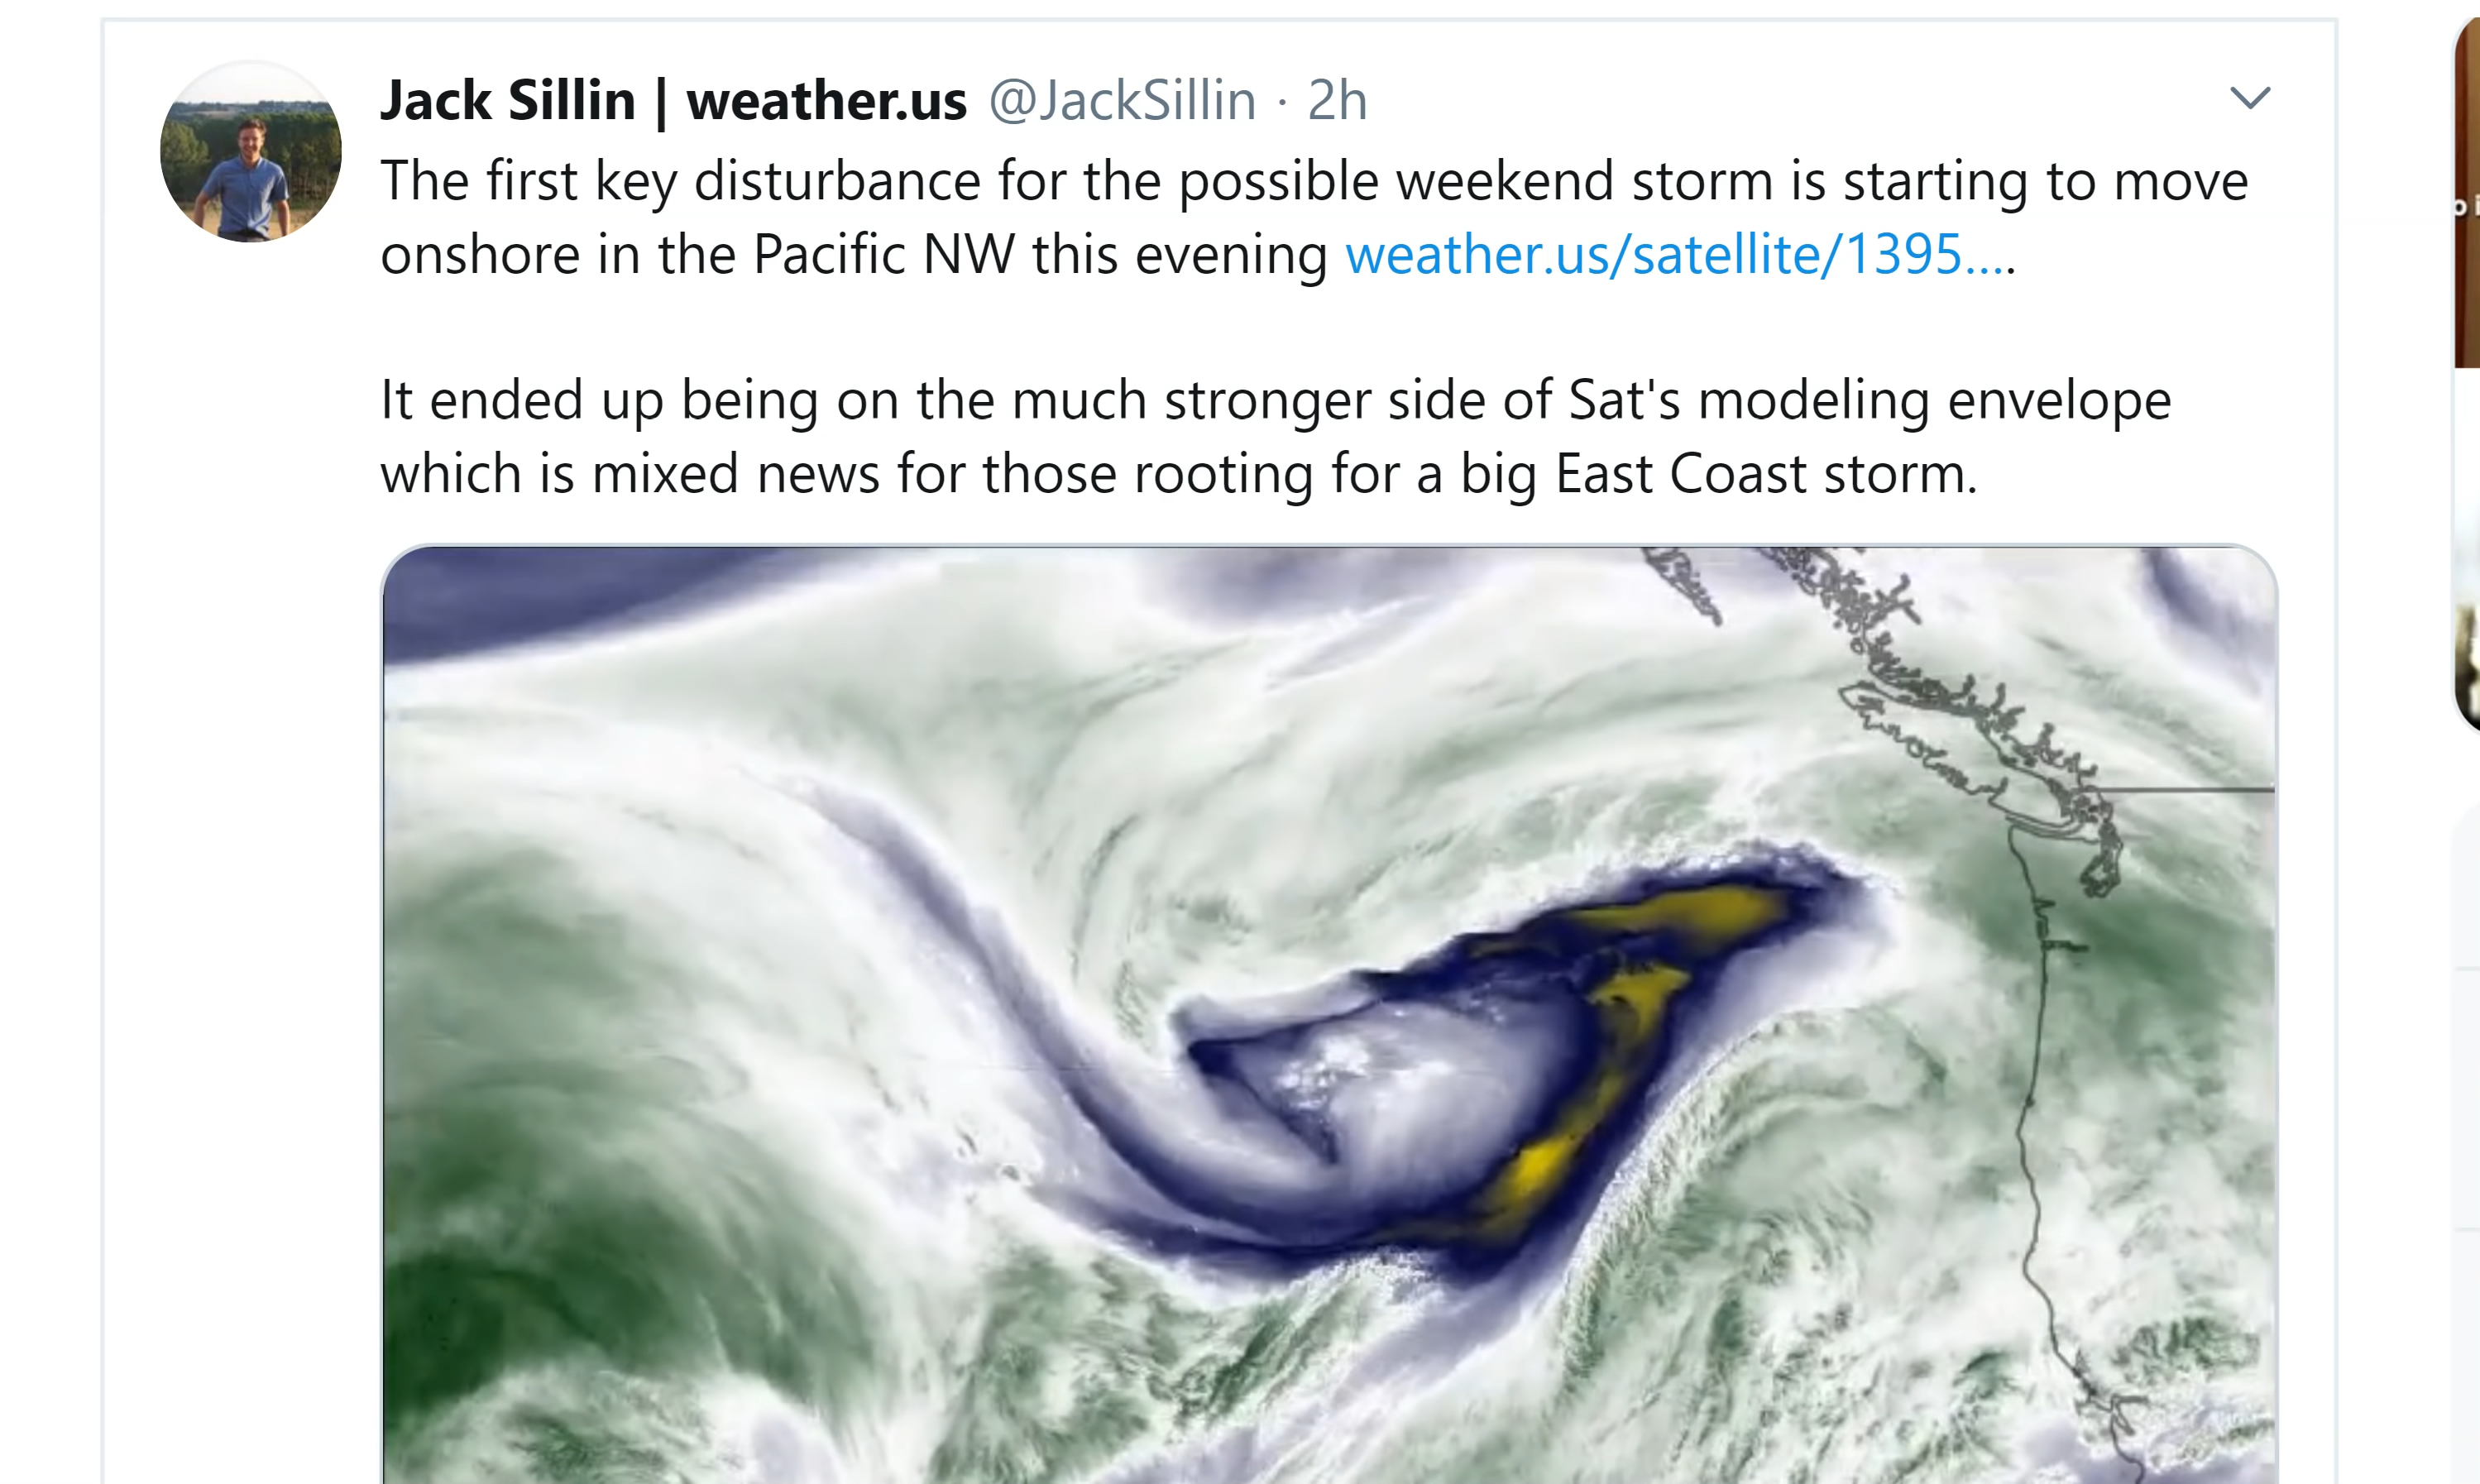 Jack Sillin | weather.us @JackSillin · 2h
The first key disturbance for the possible weekend storm is starting to move
onshore in the Pacific NW this evening weather.us/satellite/1395....
It ended up being on the much stronger side of Sat's modeling envelope
which is mixed news for those rooting for a big East Coast storm.